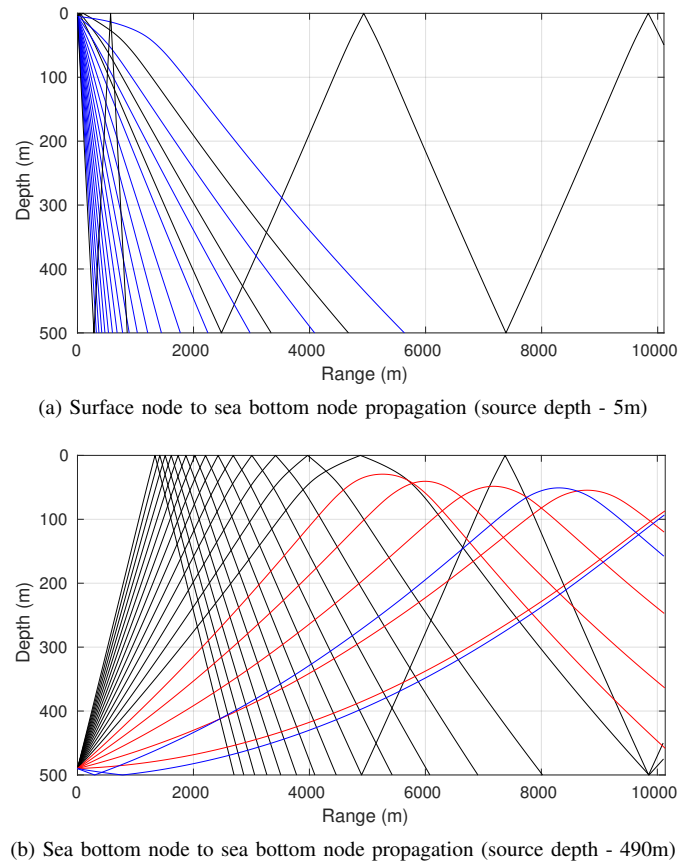 0
100
200
300
400
500
Depth (m)
0 2000 4000 6000 8000 10000
Range (m)
(a) Surface node to sea bottom node propagation (source depth - 5m)
0
100
200
300
400
500
Depth (m)
0 2000 4000 6000 8000 10000
Range (m)
(b) Sea bottom node to sea bottom node propagation (source depth - 490m)